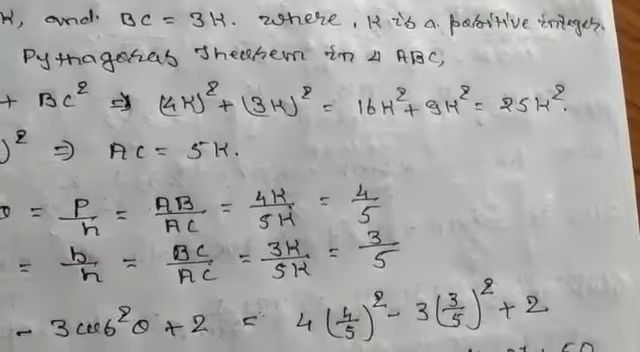 K, and BC = 3K. where, K is a positive integer.
Pythagoras Theorem in Δ ABC,
+ BC² ⇒ (4K)² + (3K)² = 16K² + 9K² = 25K².
)² ⇒ AC = 5K.
θ = P/h = AB/AC = 4K/5K = 4/5
= b/h = BC/AC = 3K/5K = 3/5
- 3cos²θ + 2 = 4(4/5)² - 3(3/5)² + 2